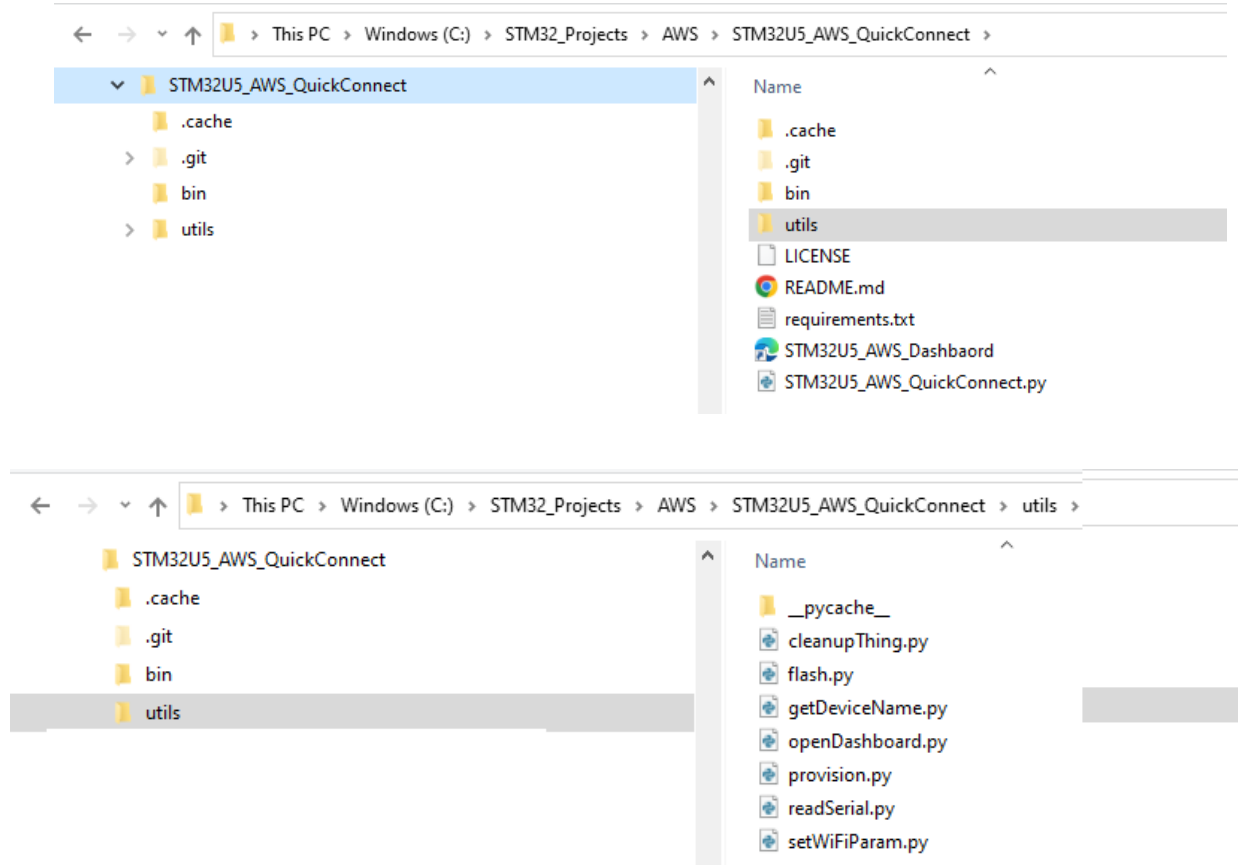 This PC > Windows (C:) > STM32_Projects > AWS > STM32U5_AWS_QuickConnect >
STM32U5_AWS_QuickConnect
.cache
.git
bin
utils
Name
.cache
.git
bin
utils
LICENSE
README.md
requirements.txt
STM32U5_AWS_Dashbaord
STM32U5_AWS_QuickConnect.py
This PC > Windows (C:) > STM32_Projects > AWS > STM32U5_AWS_QuickConnect > utils >
STM32U5_AWS_QuickConnect
.cache
.git
bin
utils
Name
__pycache__
cleanupThing.py
flash.py
getDeviceName.py
openDashboard.py
provision.py
readSerial.py
setWiFiParam.py